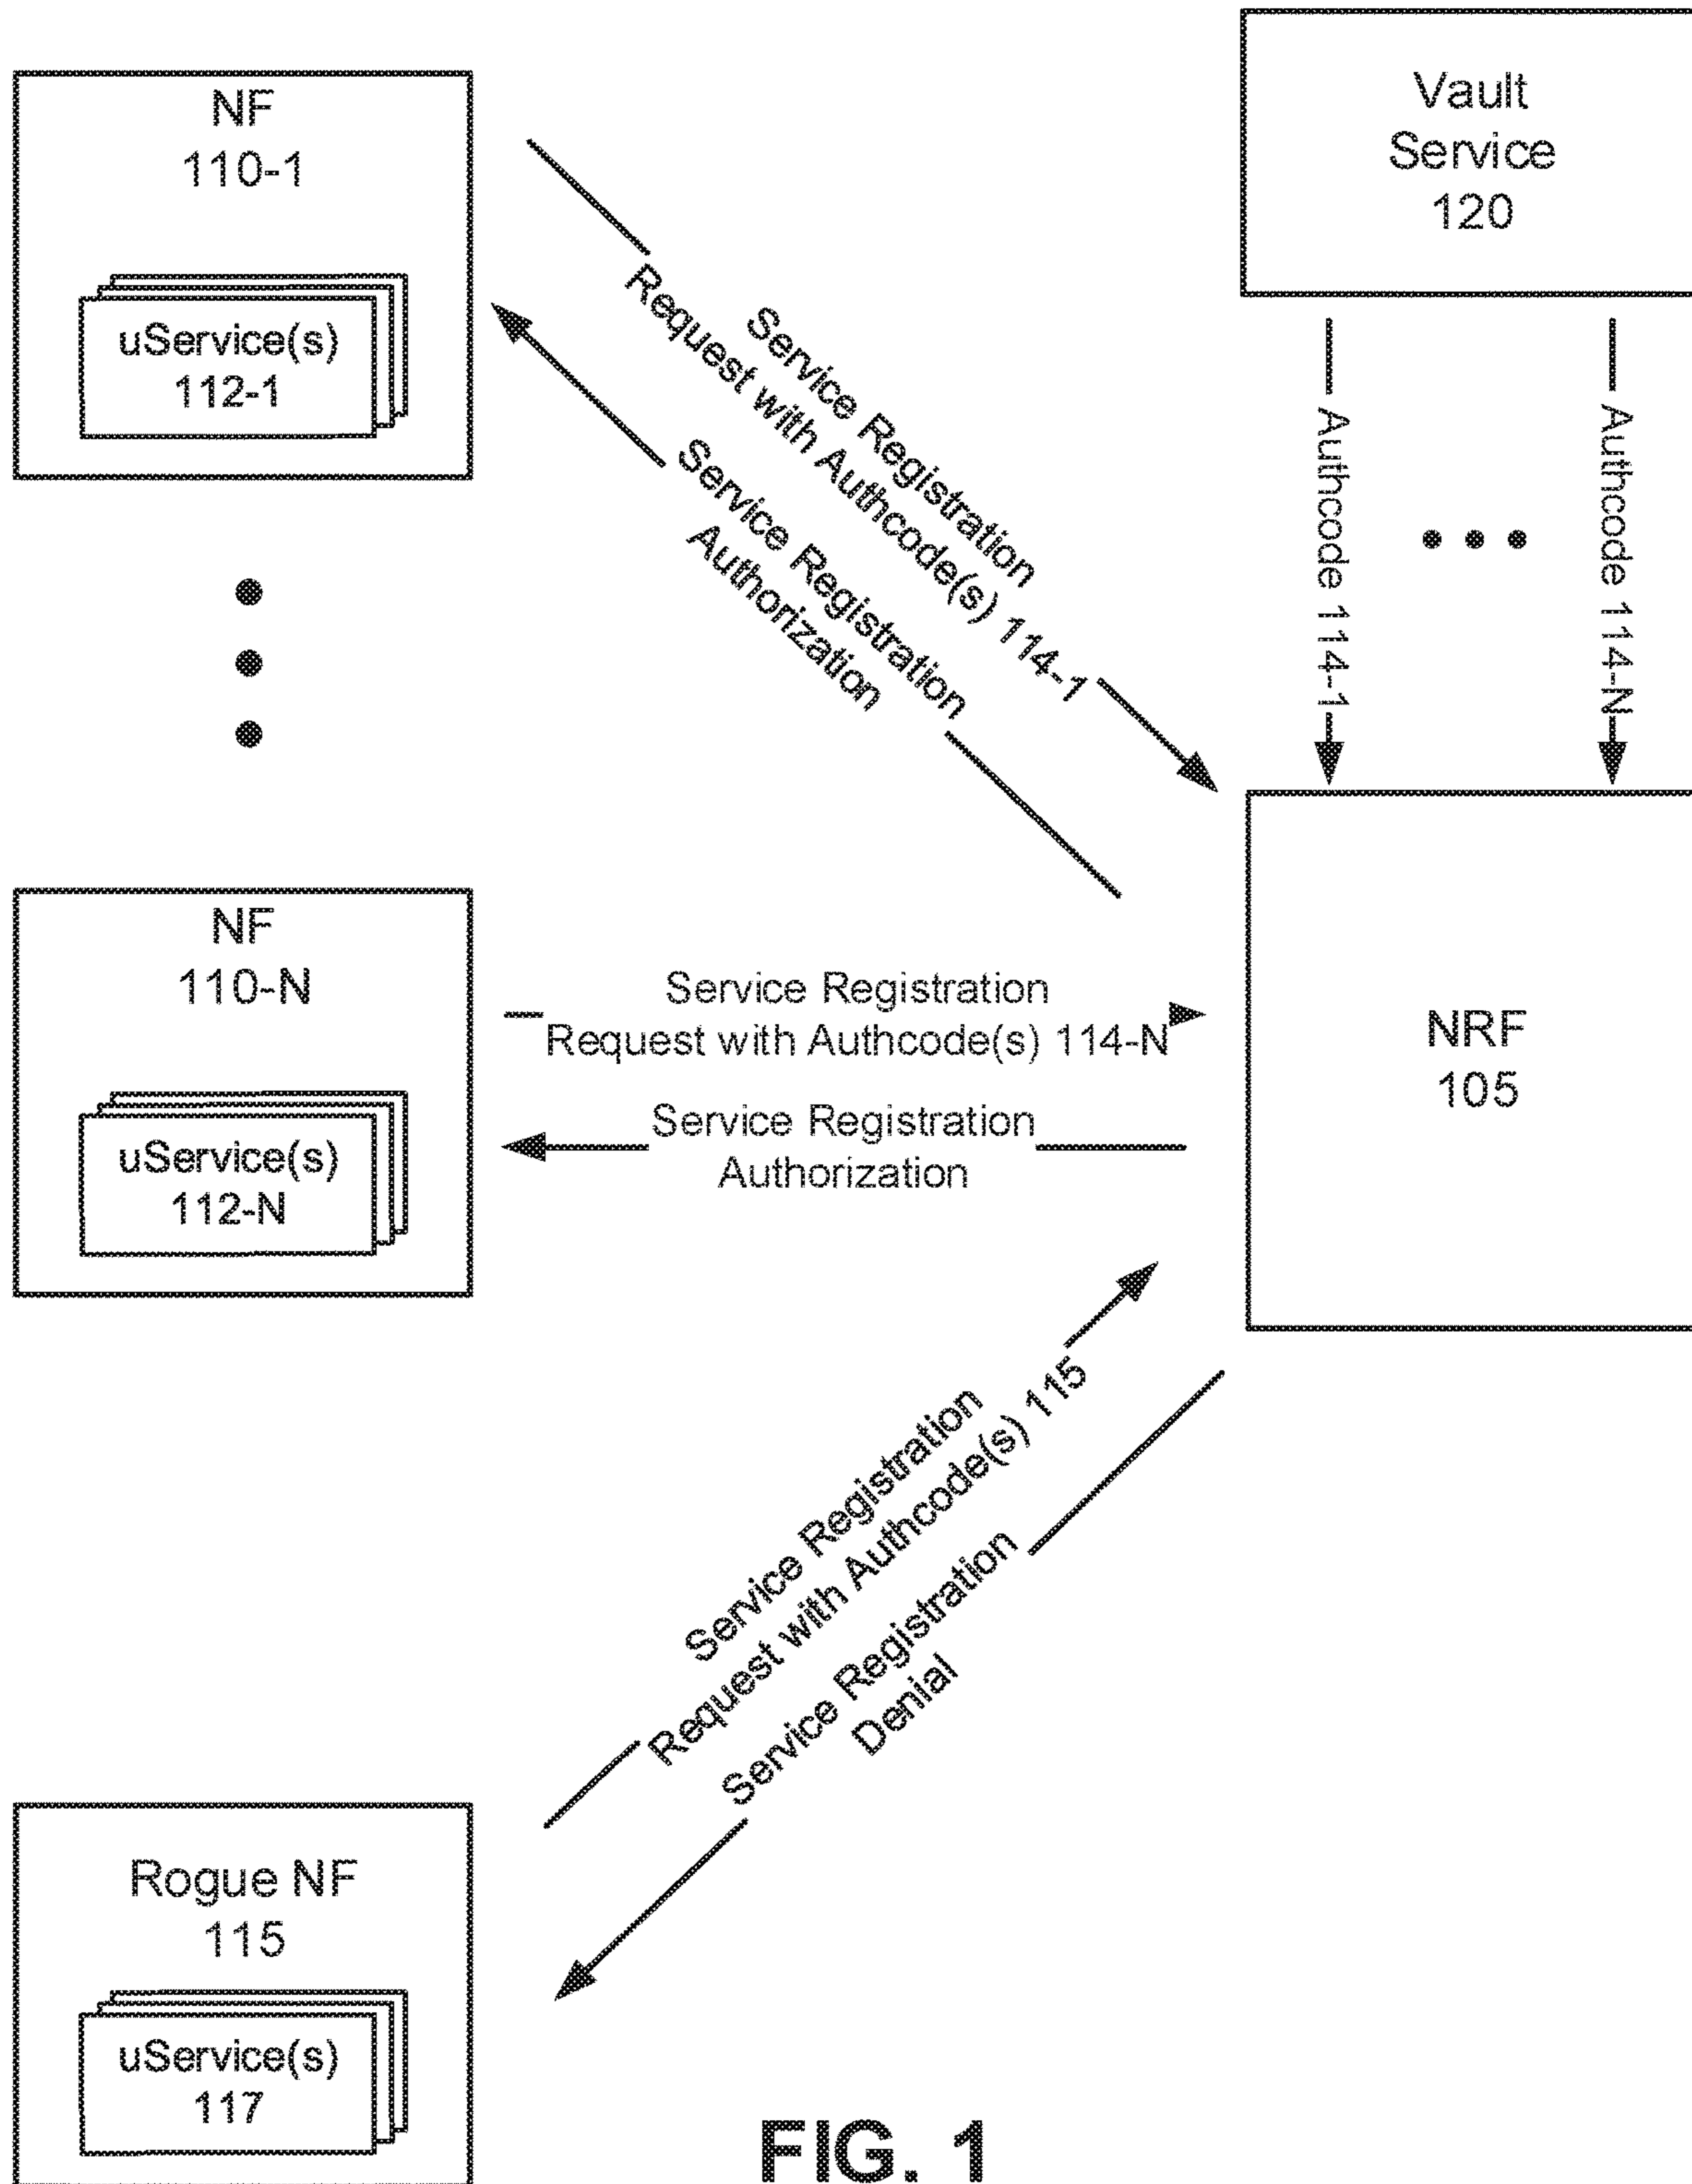 NF
110-1
uService(s)
112-1
Vault
Service
120
Service Registration
Request with Authcode(s) 114-1
Service Registration
Authorization
Authcode 114-1
Authcode 114-N
NF
110-N
uService(s)
112-N
Service Registration
Request with Authcode(s) 114-N
Service Registration
Authorization
NRF
105
Service Registration
Request with Authcode(s) 115
Service Registration
Denial
Rogue NF
115
uService(s)
117
FIG. 1